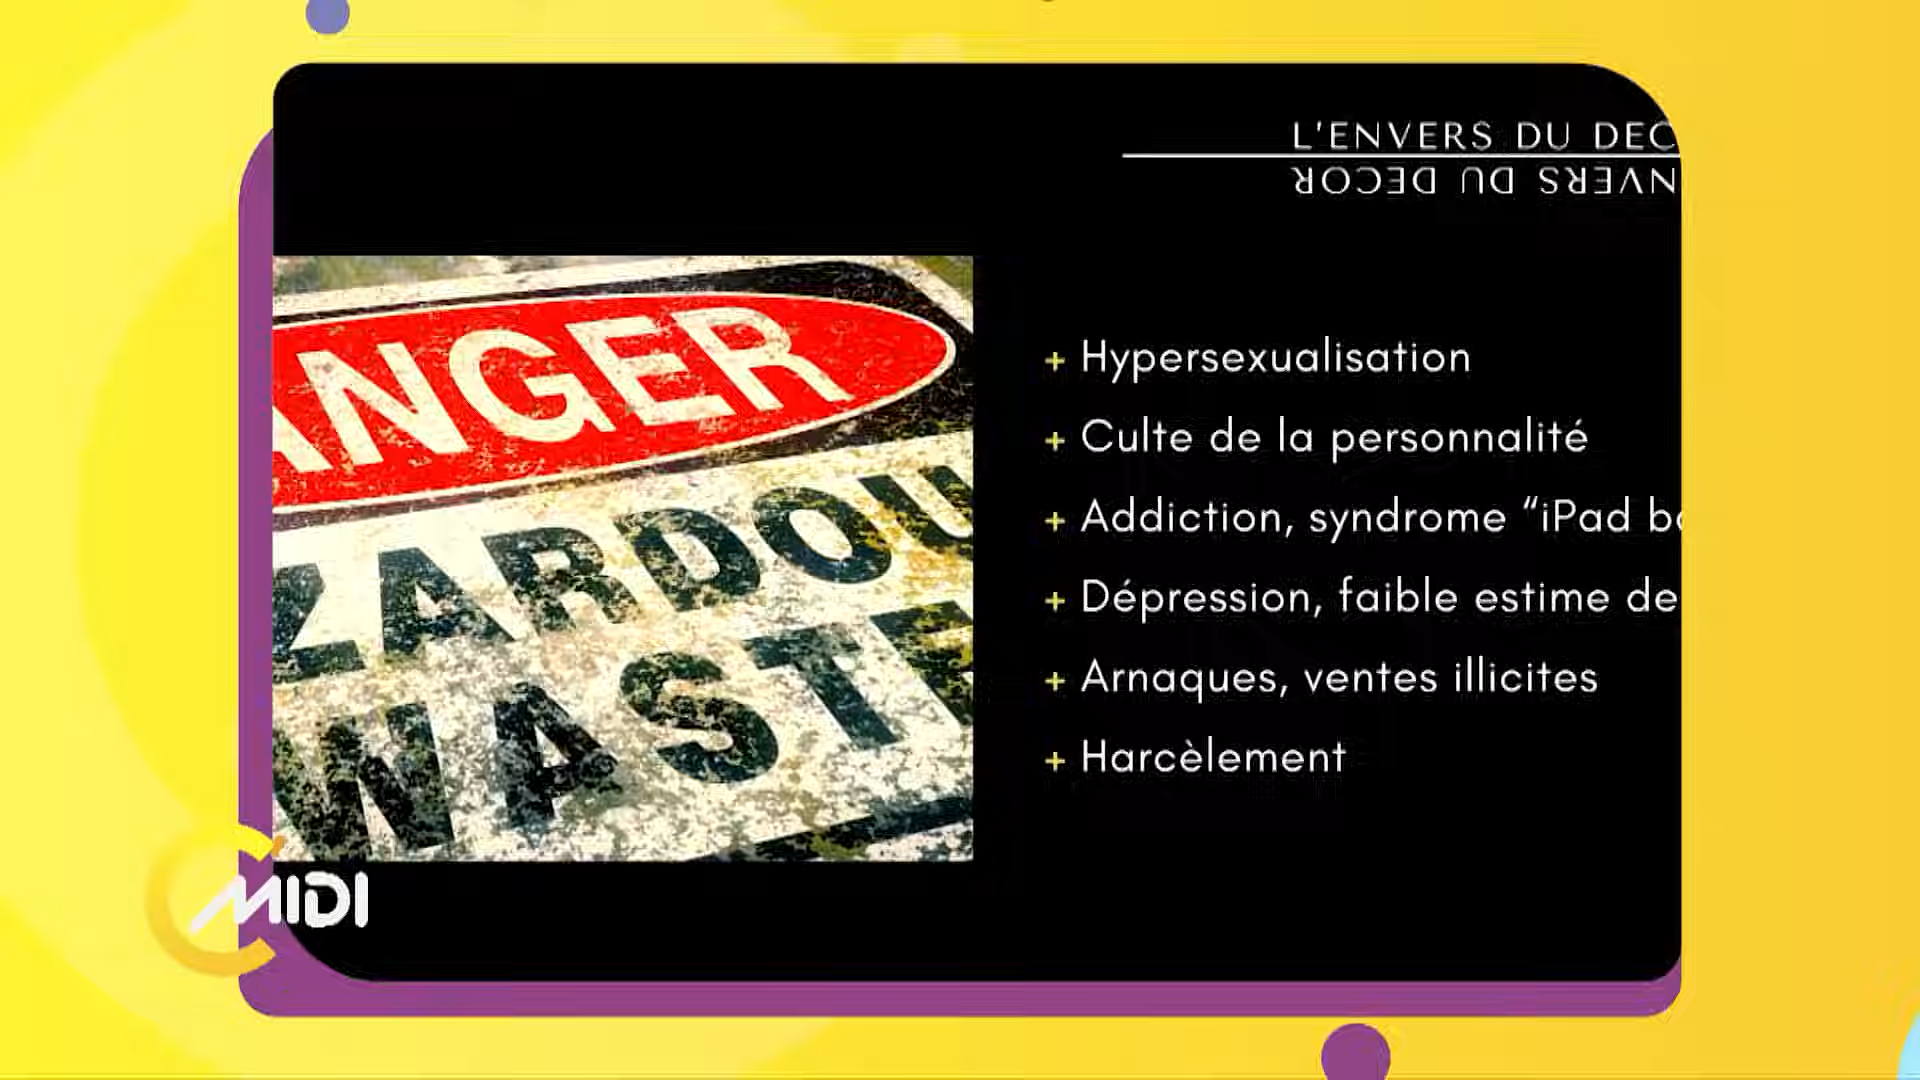 L'ENVERS DU DEC
NVERS DU DECOR
ANGER
ZARDOU
WASTE
+ Hypersexualisation
+ Culte de la personnalité
+ Addiction, syndrome “iPad
+ Dépression, faible estime de
+ Arnaques, ventes illicites
+ Harcèlement
MIDI